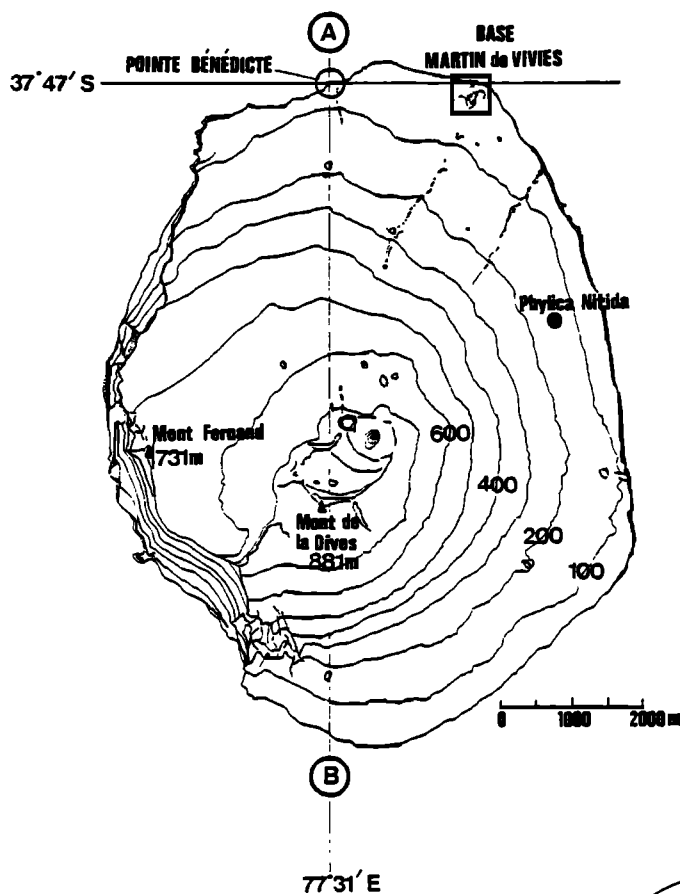 A
BASE
MARTIN de VIVIES
POINTE BÉNÉDICTE
37°47′ S
Phylica Nitida
Mont Fernand
731m
600
400
200
100
Mont de
la Dives
881m
0 1000 2000 m
B
77°31′ E